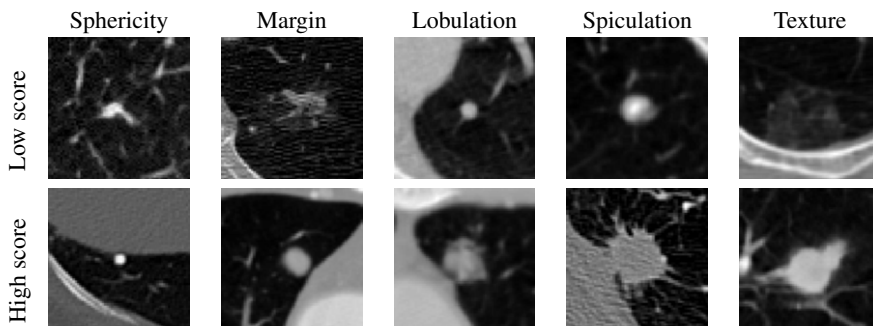 Sphericity Margin Lobulation Spiculation Texture
Low score
High score